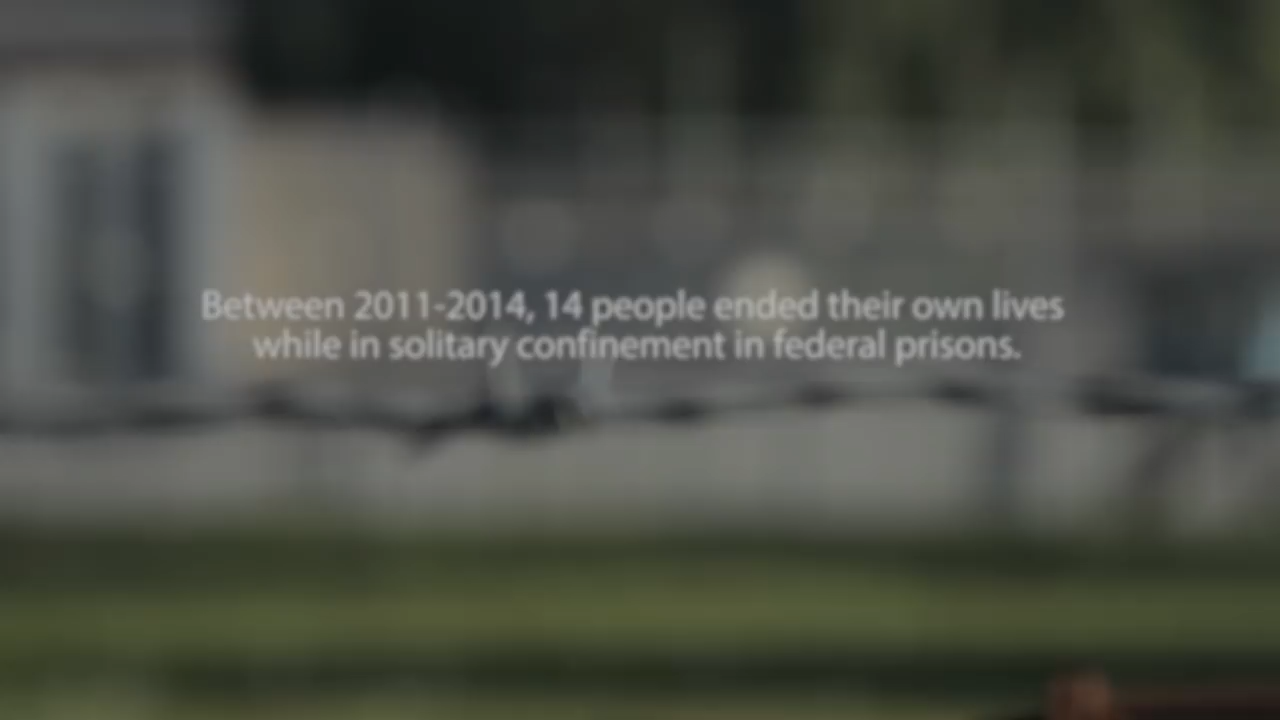 Between 2011-2014, 14 people ended their own lives
while in solitary confinement in federal prisons.